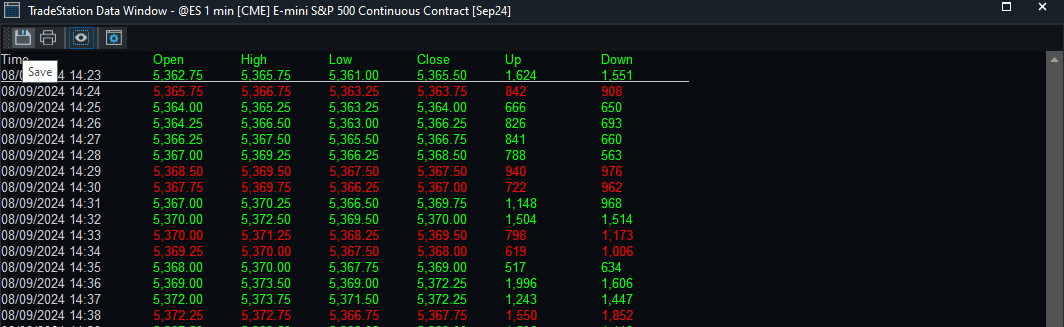 TradeStation Data Window - @ES 1 min [CME] E-mini S&P 500 Continuous Contract [Sep24]
Time Open High Low Close Up Down
Save
08/09/2024 14:23 5,362.75 5,365.75 5,361.00 5,365.50 1,624 1,551
08/09/2024 14:24 5,365.75 5,366.75 5,363.25 5,363.75 842 908
08/09/2024 14:25 5,364.00 5,365.25 5,363.25 5,364.00 666 650
08/09/2024 14:26 5,364.25 5,366.50 5,363.00 5,366.25 826 693
08/09/2024 14:27 5,366.25 5,367.50 5,365.50 5,366.75 841 660
08/09/2024 14:28 5,367.00 5,369.25 5,366.25 5,368.50 788 563
08/09/2024 14:29 5,368.50 5,369.50 5,367.50 5,367.50 940 976
08/09/2024 14:30 5,367.75 5,369.75 5,366.25 5,367.00 722 962
08/09/2024 14:31 5,367.00 5,370.25 5,366.50 5,369.75 1,148 968
08/09/2024 14:32 5,370.00 5,372.50 5,369.50 5,370.00 1,504 1,514
08/09/2024 14:33 5,370.00 5,371.25 5,368.25 5,369.50 798 1,173
08/09/2024 14:34 5,369.25 5,370.00 5,367.50 5,368.00 619 1,006
08/09/2024 14:35 5,368.00 5,370.00 5,367.75 5,369.00 517 634
08/09/2024 14:36 5,369.00 5,373.50 5,369.00 5,372.25 1,996 1,606
08/09/2024 14:37 5,372.00 5,373.75 5,371.50 5,372.25 1,243 1,447
08/09/2024 14:38 5,372.25 5,372.75 5,366.75 5,367.75 1,550 1,852